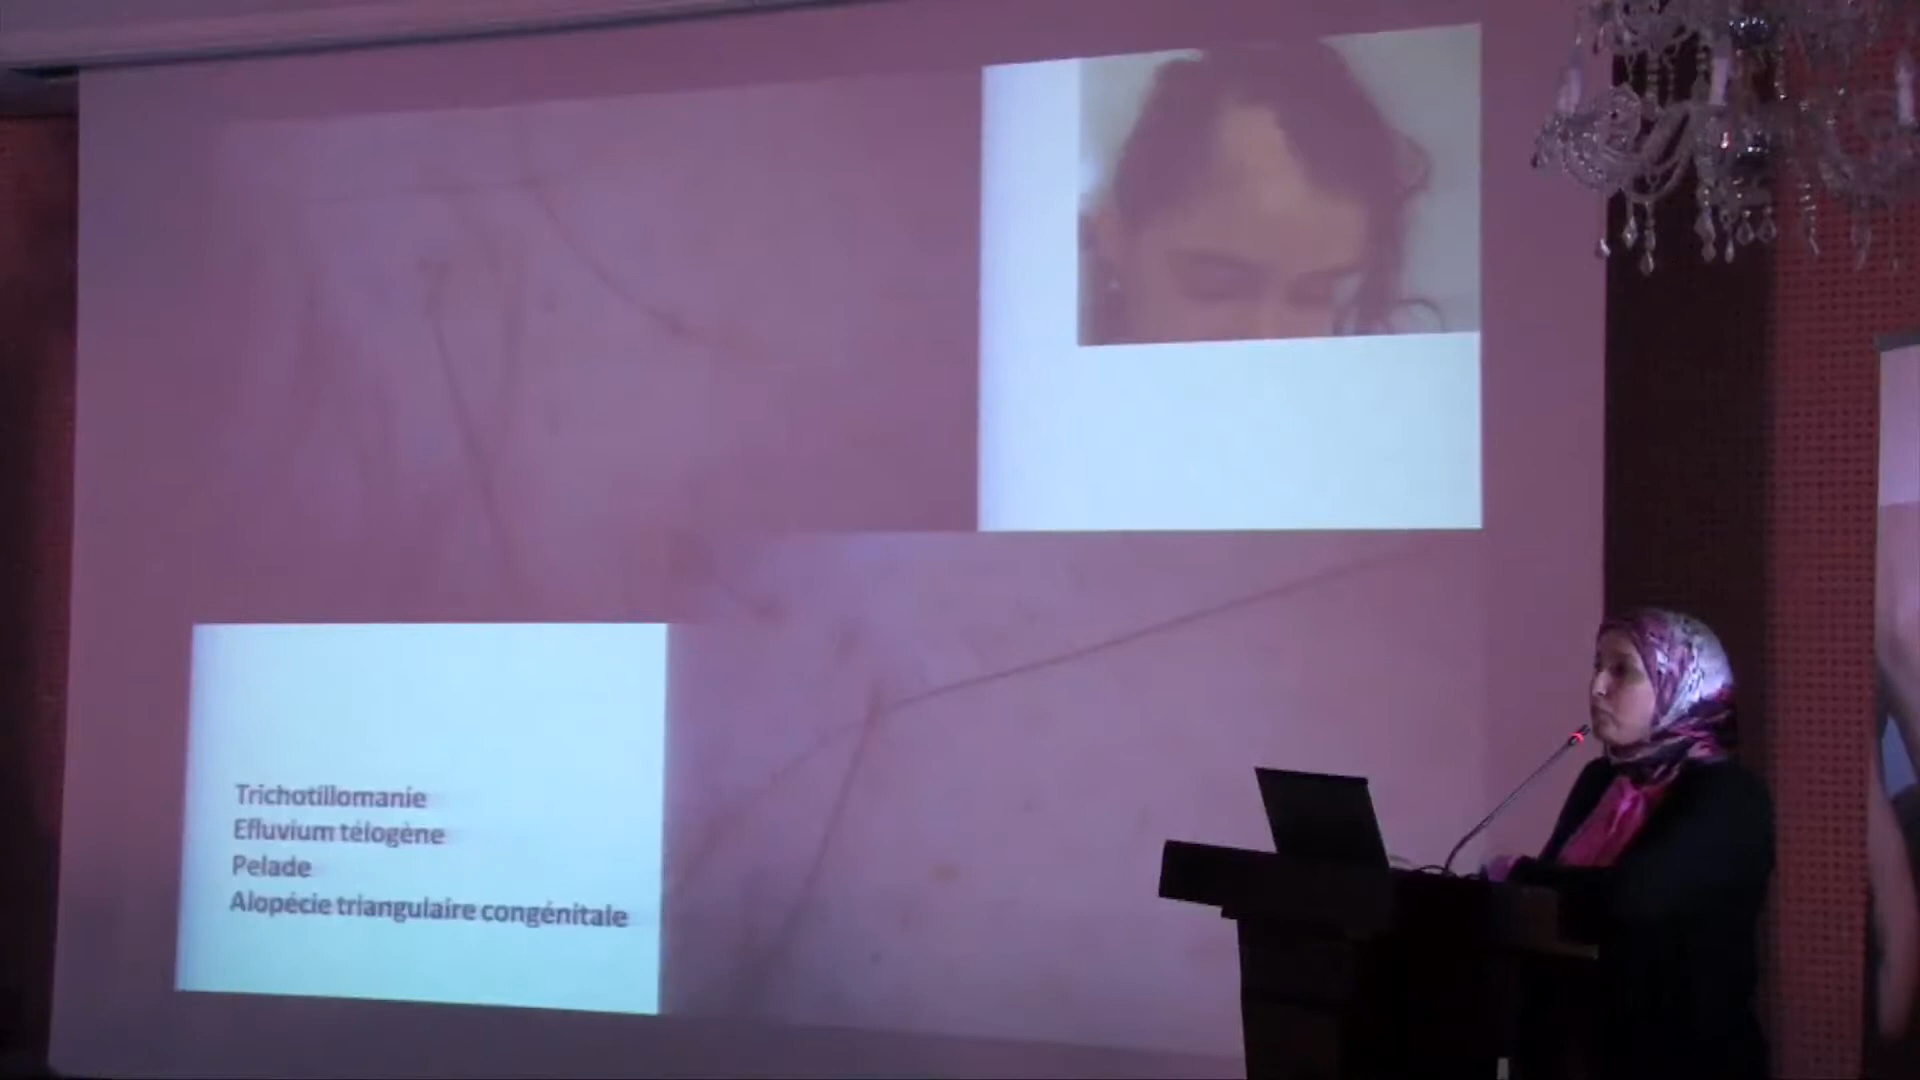 Trichotillomanie
Efluvium télogène
Pelade
Alopécie triangulaire congénitale